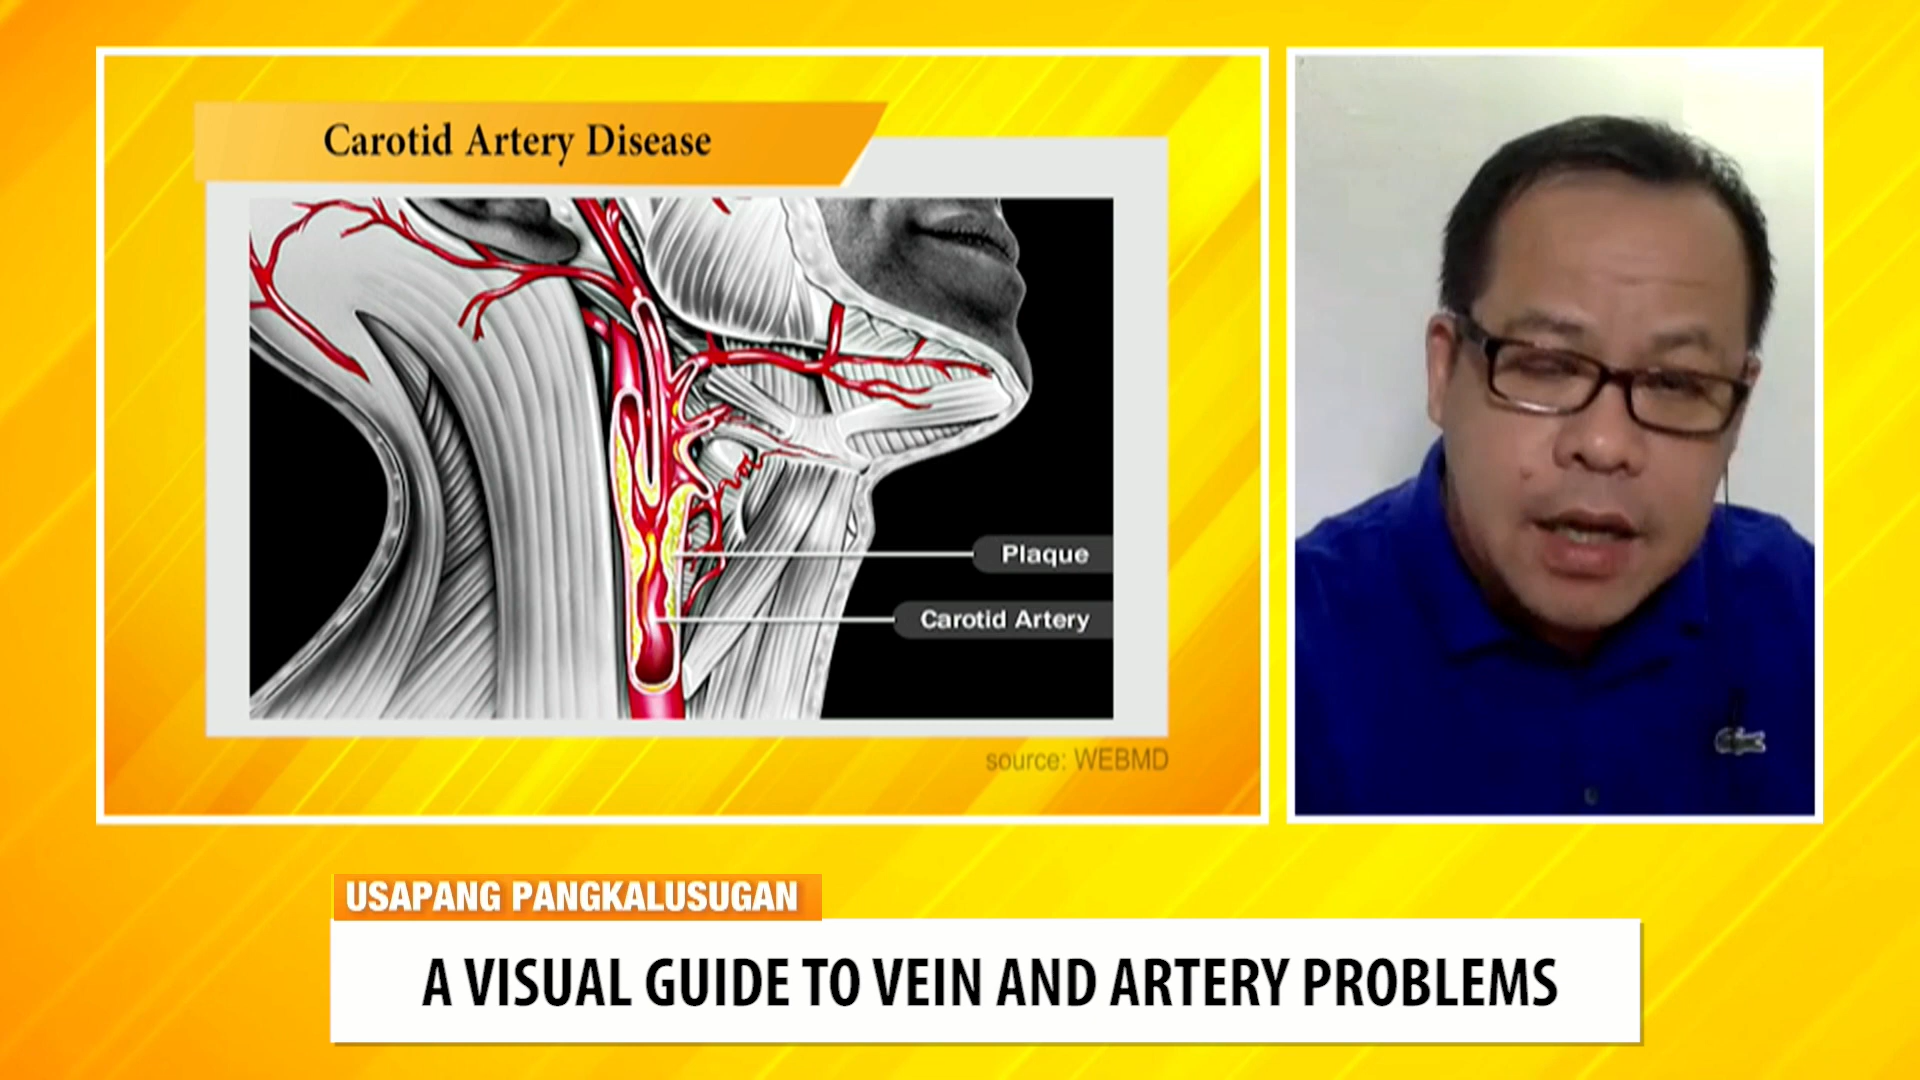 Carotid Artery Disease
Plaque
Carotid Artery
source: WEBMD
USAPANG PANGKALUSUGAN
A VISUAL GUIDE TO VEIN AND ARTERY PROBLEMS